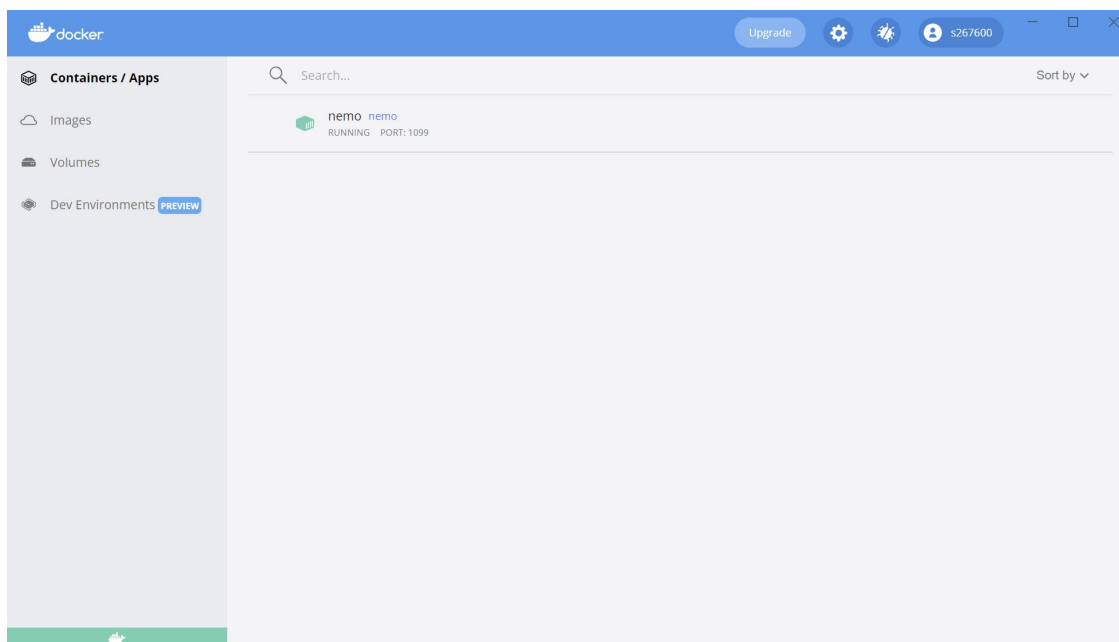 docker
Upgrade
s267600
Containers / Apps
Images
Volumes
Dev Environments PREVIEW
Search...
Sort by
nemo nemo
RUNNING PORT: 1099